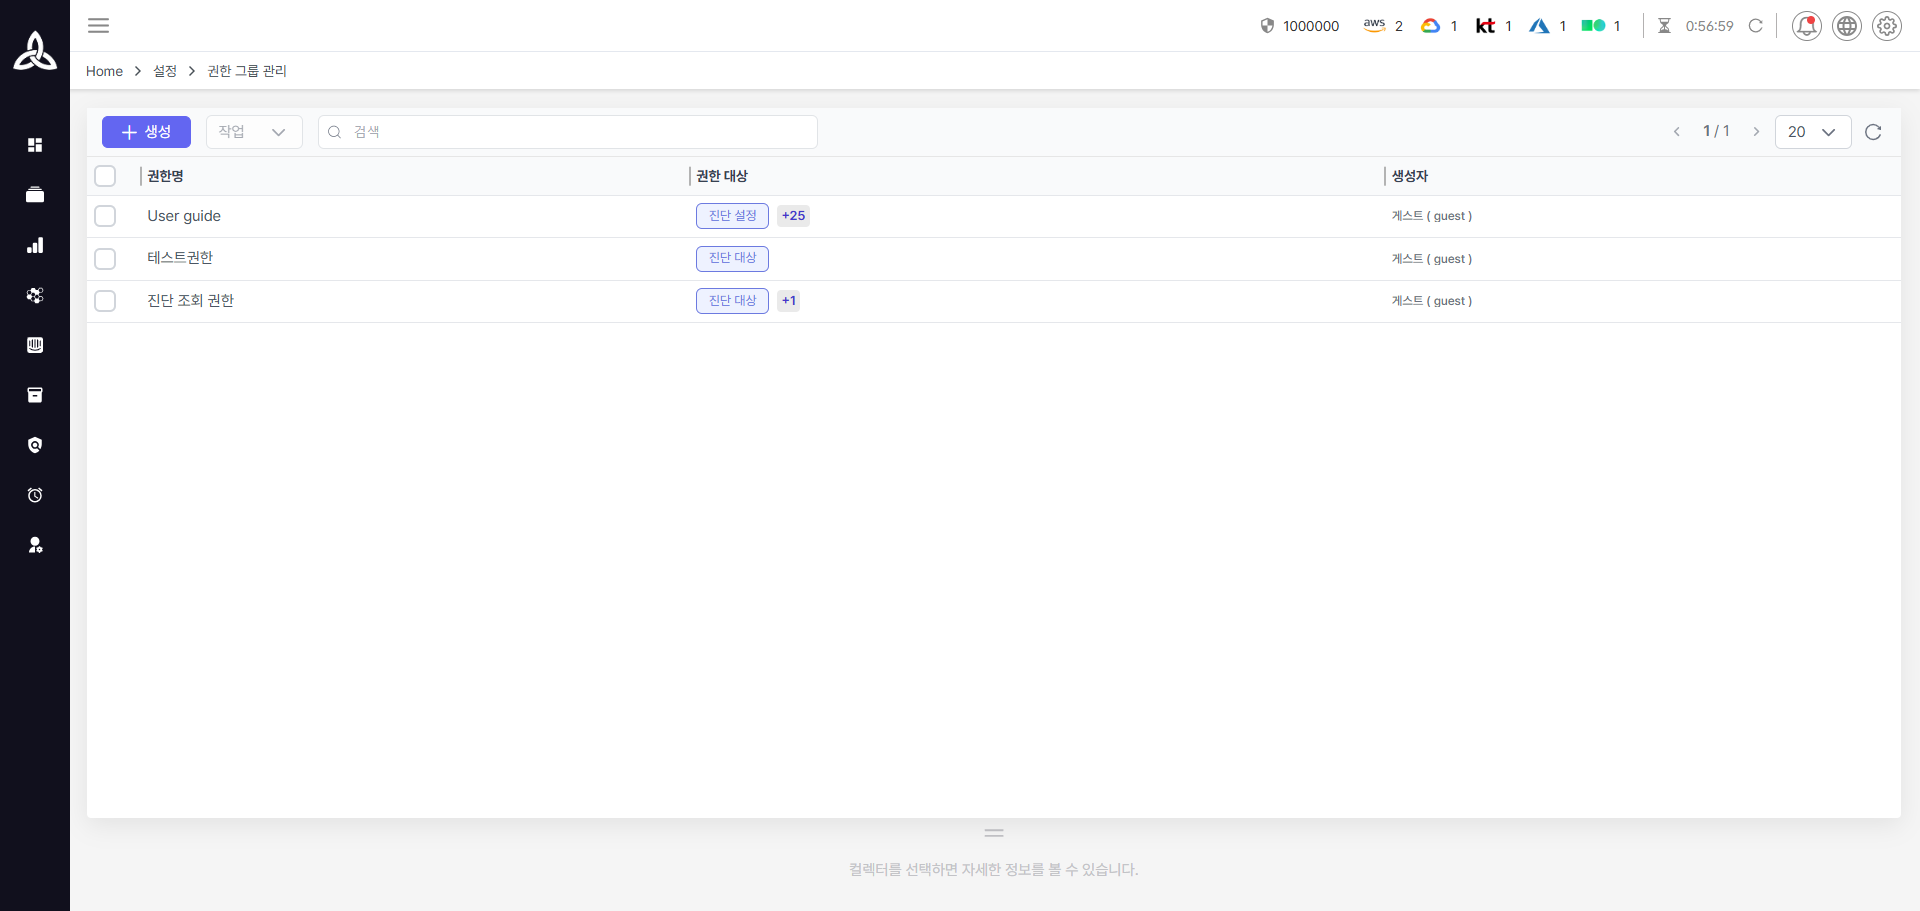 1000000 aws 2 1 kt 1 1 1 0:56:59
Home > 설정 > 권한 그룹 관리
+ 생성 작업 검색 < 1 / 1 > 20
권한명 권한 대상 생성자
User guide 진단 설정 +25 게스트 ( guest )
테스트권한 진단 대상 게스트 ( guest )
진단 조회 권한 진단 대상 +1 게스트 ( guest )
컬렉터를 선택하면 자세한 정보를 볼 수 있습니다.